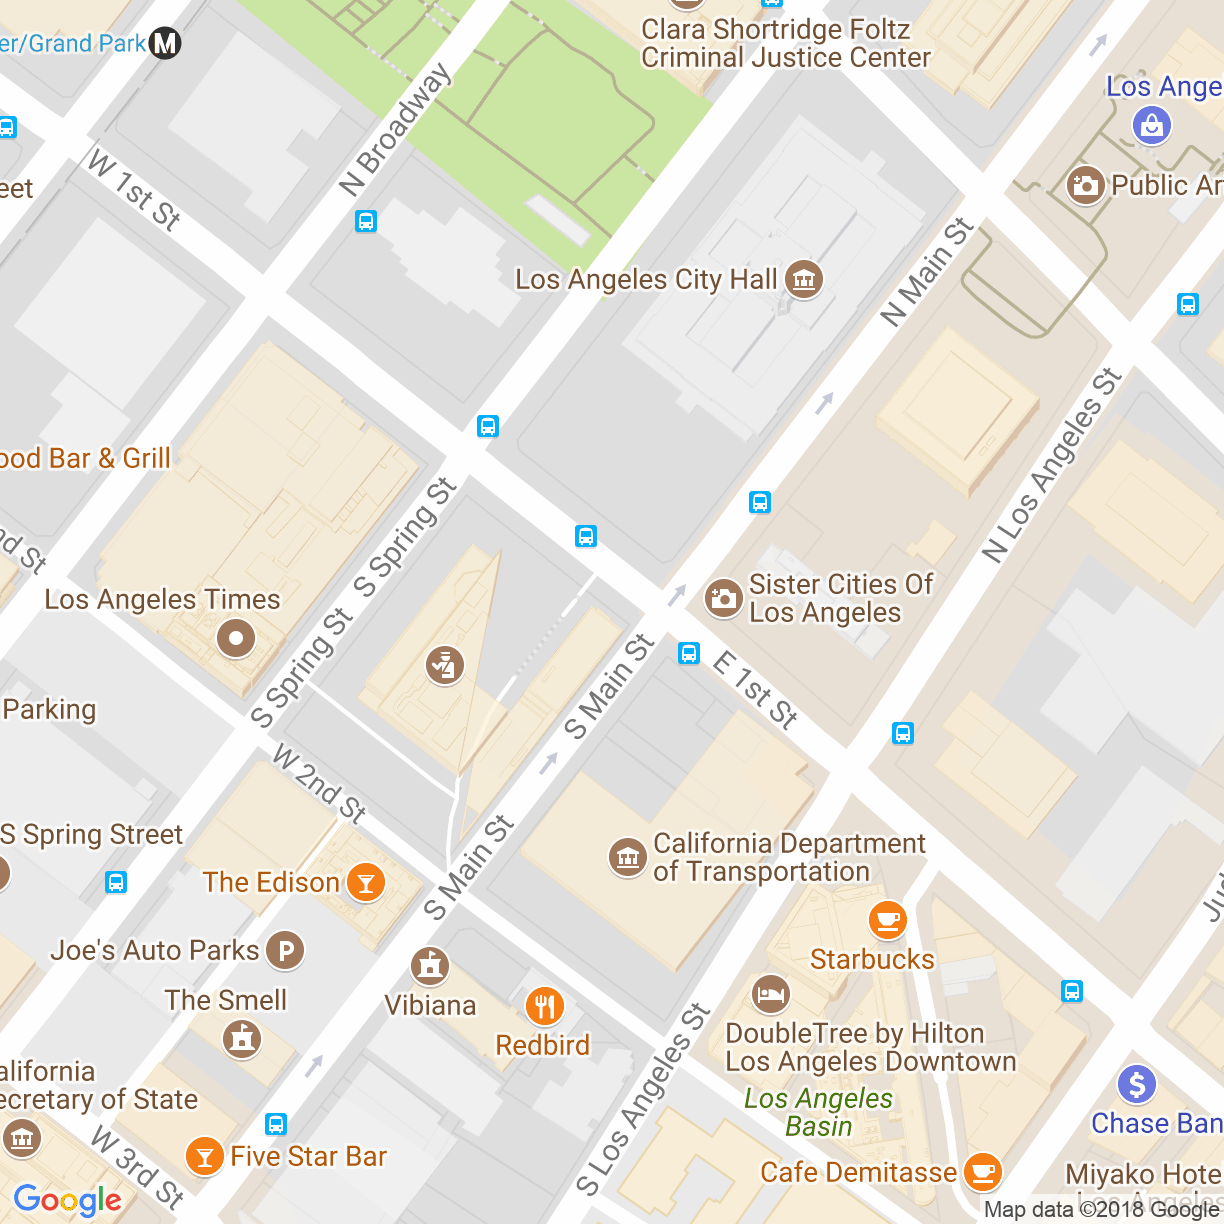 Clara Shortridge Foltz
Criminal Justice Center
er/Grand Park
M
Los Ange
N Broadway
W 1st St
eet
Public Ar
Los Angeles City Hall
N Main St
ood Bar & Grill
N Los Angeles St
S Spring St
nd St
Los Angeles Times
Sister Cities Of
Los Angeles
S Spring St
S Main St
E 1st St
Parking
W 2nd St
S Spring Street
California Department
of Transportation
S Main St
The Edison
Jud
Starbucks
Joe's Auto Parks
P
The Smell
Vibiana
Redbird
DoubleTree by Hilton
Los Angeles Downtown
S Los Angeles St
alifornia
ecretary of State
Los Angeles
Basin
$
Chase Ban
W 3rd St
Five Star Bar
Cafe Demitasse
Miyako Hote
Los Angeles
Google
Map data ©2018 Google